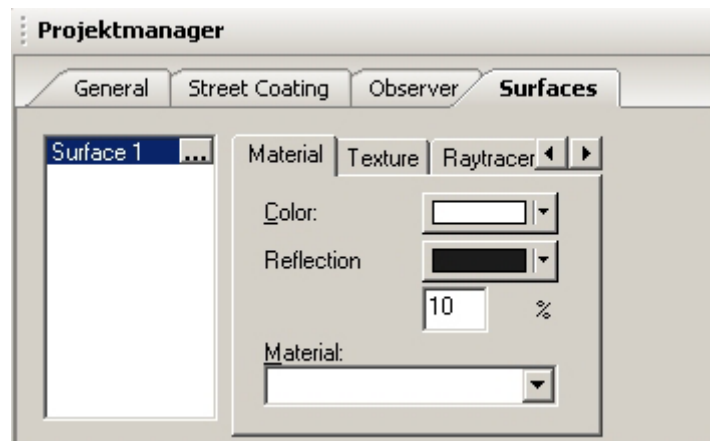 Projektmanager
General Street Coating Observer Surfaces
Surface 1 ... Material Texture Raytracer
Color:
Reflection
10 %
Material: